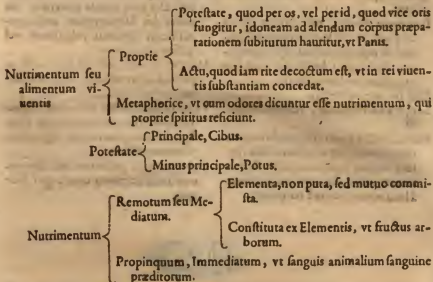 Poteſtate, quod per os, vel per id, quod vice oris
fungitur, idoneam ad alendum corpus præpa-
rationem ſubiturum hauritur, vt Panis.
Proptie
Actu, quod iam rite decoctum eſt, vt in rei viuen-
tis ſubſtantiam concedat.
Nutrimentum ſeu
alimentum vi-
uentis
Metaphorice, vt cum odores dicuntur eſſe nutrimentum, qui
proprie ſpiritus reficiunt.
Principale, Cibus.
Poteſtate
Minus principale, Potus.
Elementa, non pura, ſed mutuo commi-
ſta.
Remotum ſeu Me-
diatum.
Conſtituta ex Elementis, vt fructus ar-
borum.
Nutrimentum
Propinquum, Immediatum, vt ſanguis animalium ſanguine
præditorum.